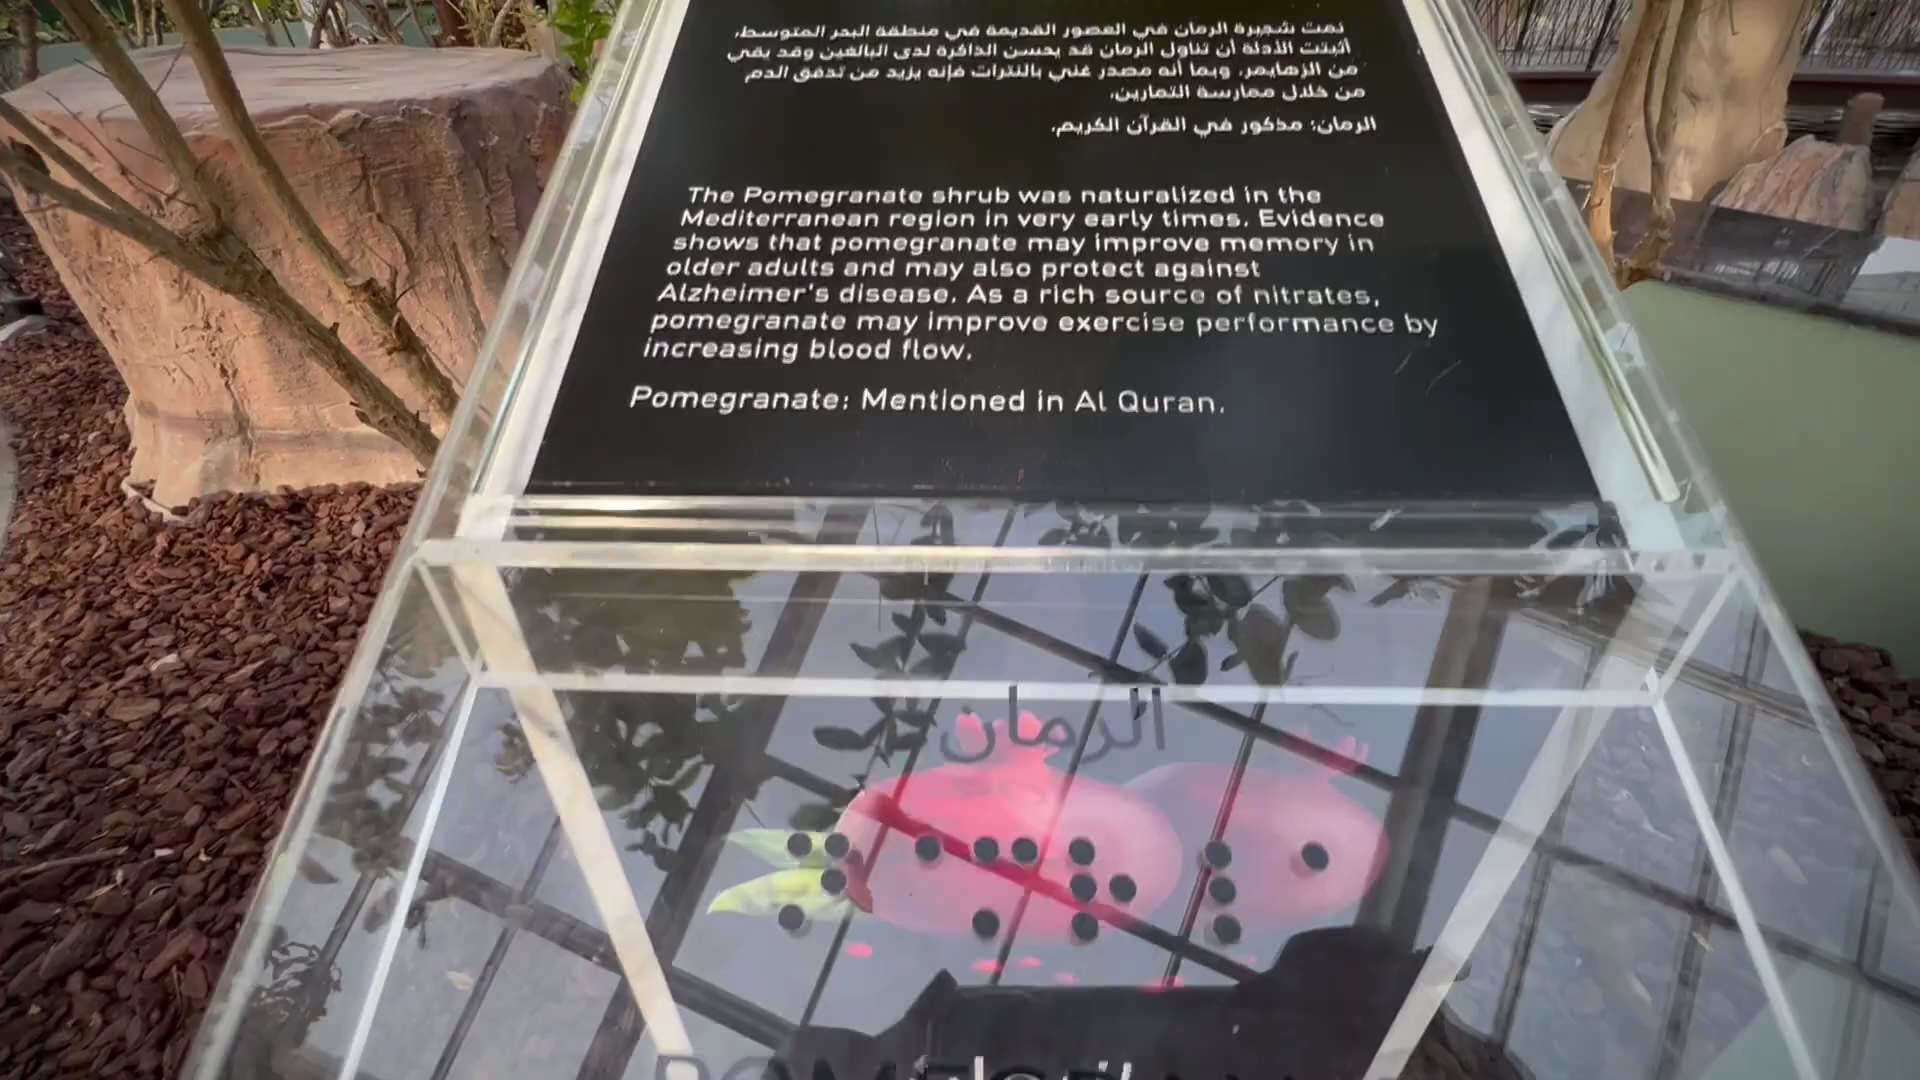 نمت شجيرة الرمان في العصور القديمة في منطقة البحر المتوسط،
أثبتت الأدلة أن تناول الرمان قد يحسن الذاكرة لدى البالغين وقد يقي
من الزهايمر، وبما أنه مصدر غني بالنترات فإنه يزيد من تدفق الدم
من خلال ممارسة التمارين.
الرمان: مذكور في القرآن الكريم.
The Pomegranate shrub was naturalized in the
Mediterranean region in very early times. Evidence
shows that pomegranate may improve memory in
older adults and may also protect against
Alzheimer's disease. As a rich source of nitrates,
pomegranate may improve exercise performance by
increasing blood flow.
Pomegranate: Mentioned in Al Quran.
الرمان